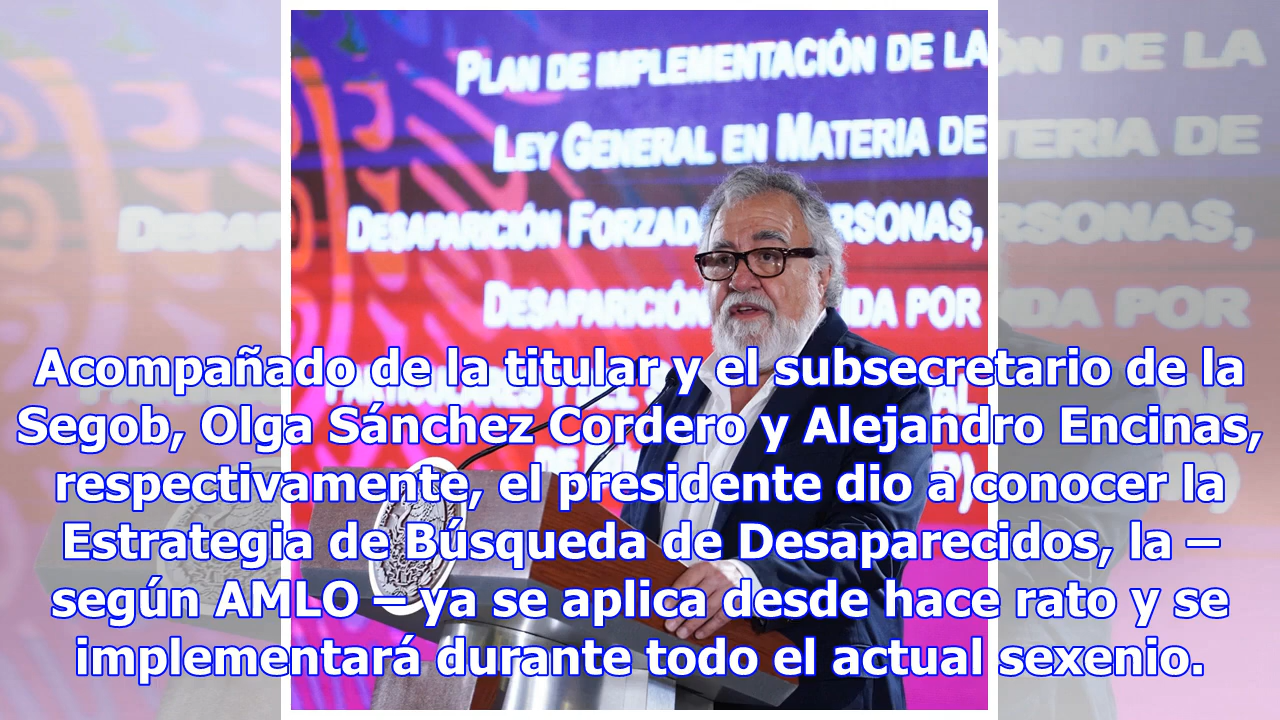 PLAN DE IMPLEMENTACIÓN DE LA
LEY GENERAL EN MATERIA DE
DESAPARICIÓN
DESAPARICIÓN POR
Acompañado de la titular y el subsecretario de la
Segob, Olga Sánchez Cordero y Alejandro Encinas,
respectivamente, el presidente dio a conocer la
Estrategia de Búsqueda de Desaparecidos, la –
según AMLO – ya se aplica desde hace rato y se
implementará durante todo el actual sexenio.